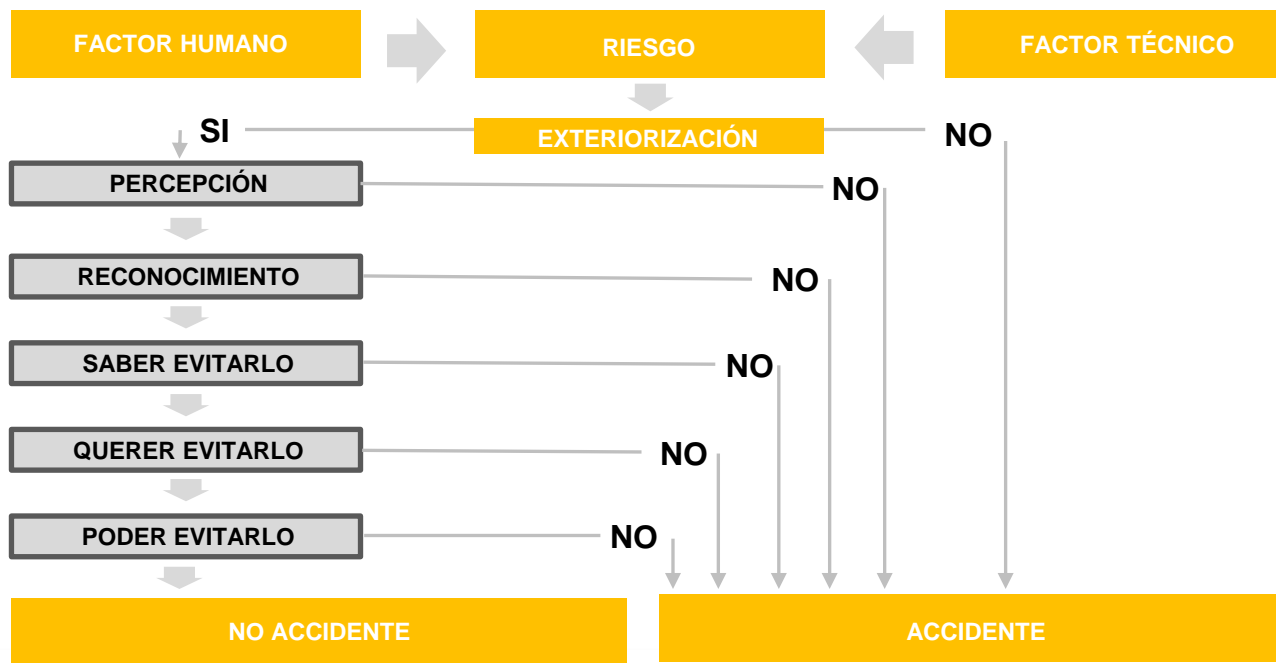 FACTOR HUMANO
RIESGO
FACTOR TÉCNICO
SI
EXTERIORIZACIÓN
NO
PERCEPCIÓN
NO
RECONOCIMIENTO
NO
SABER EVITARLO
NO
QUERER EVITARLO
NO
PODER EVITARLO
NO
NO ACCIDENTE
ACCIDENTE